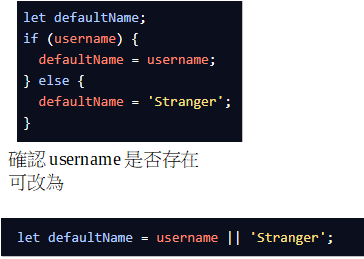 let defaultName;
if (username) {
  defaultName = username;
} else {
  defaultName = 'Stranger';
}
確認 username 是否存在
可改為
let defaultName = username || 'Stranger';